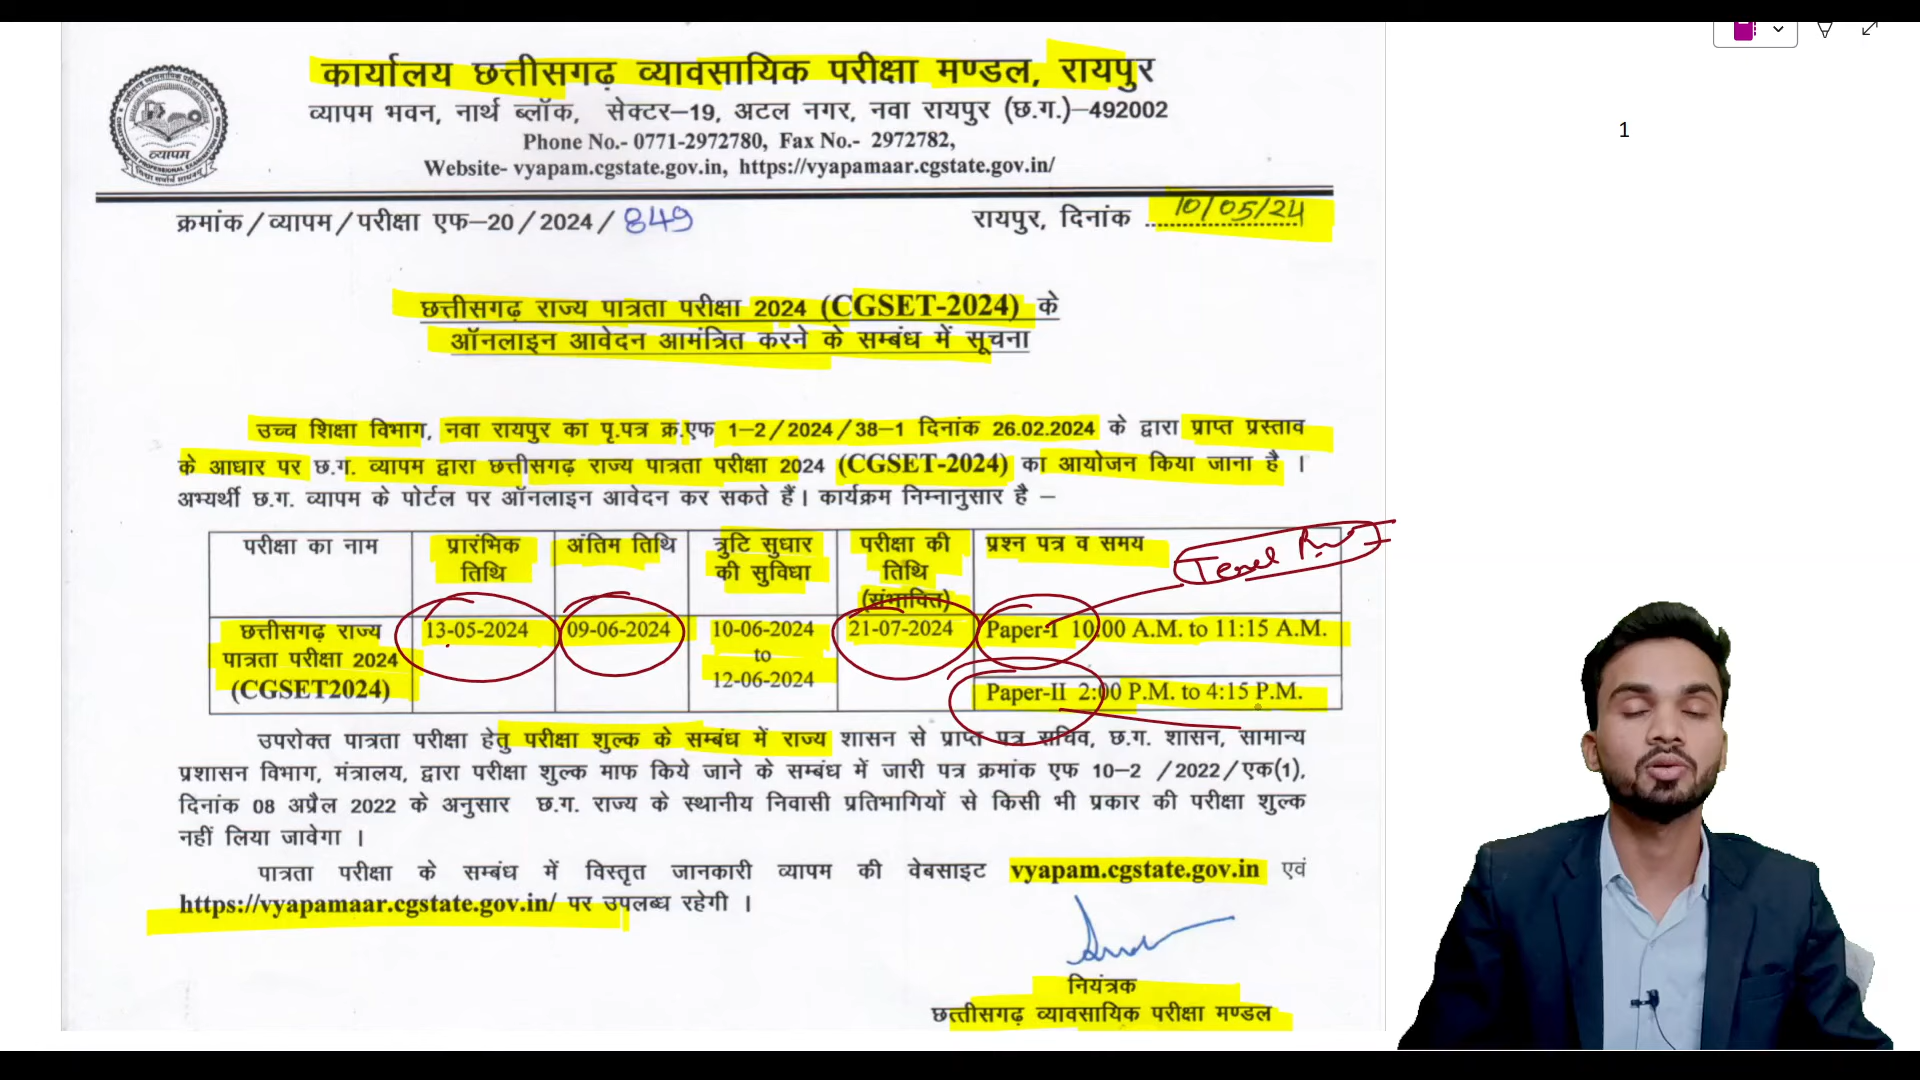 कार्यालय छत्तीसगढ़ व्यावसायिक परीक्षा मण्डल, रायपुर
व्यापम भवन, नार्थ ब्लॉक, सेक्टर–19, अटल नगर, नवा रायपुर (छ.ग.)–492002
Phone No.- 0771-2972780, Fax No.- 2972782,
Website- vyapam.cgstate.gov.in, https://vyapamaar.cgstate.gov.in/
व्यापम
क्रमांक/व्यापम/परीक्षा एफ–20/2024/849
रायपुर, दिनांक 10/05/24
1
छत्तीसगढ़ राज्य पात्रता परीक्षा 2024 (CGSET-2024) के
ऑनलाइन आवेदन आमंत्रित करने के सम्बंध में सूचना
उच्च शिक्षा विभाग, नवा रायपुर का पृ.पत्र क्र.एफ 1–2/2024/38–1 दिनांक 26.02.2024 के द्वारा प्राप्त प्रस्ताव
के आधार पर छ.ग. व्यापम द्वारा छत्तीसगढ़ राज्य पात्रता परीक्षा 2024 (CGSET-2024) का आयोजन किया जाना है ।
अभ्यर्थी छ.ग. व्यापम के पोर्टल पर ऑनलाइन आवेदन कर सकते हैं। कार्यक्रम निम्नानुसार है –
परीक्षा का नाम
प्रारंभिक
तिथि
अंतिम तिथि
त्रुटि सुधार
की सुविधा
परीक्षा की
तिथि
(संभावित)
प्रश्न पत्र व समय
छत्तीसगढ़ राज्य
पात्रता परीक्षा 2024
(CGSET2024)
13-05-2024
09-06-2024
10-06-2024
to
12-06-2024
21-07-2024
Paper-I 10:00 A.M. to 11:15 A.M.
Paper-II 2:00 P.M. to 4:15 P.M.
उपरोक्त पात्रता परीक्षा हेतु परीक्षा शुल्क के सम्बंध में राज्य शासन से प्राप्त पत्र सचिव, छ.ग. शासन, सामान्य
प्रशासन विभाग, मंत्रालय, द्वारा परीक्षा शुल्क माफ किये जाने के सम्बंध में जारी पत्र क्रमांक एफ 10–2 /2022/एक(1),
दिनांक 08 अप्रैल 2022 के अनुसार छ.ग. राज्य के स्थानीय निवासी प्रतिभागियों से किसी भी प्रकार की परीक्षा शुल्क
नहीं लिया जावेगा ।
पात्रता परीक्षा के सम्बंध में विस्तृत जानकारी व्यापम की वेबसाइट vyapam.cgstate.gov.in एवं
https://vyapamaar.cgstate.gov.in/ पर उपलब्ध रहेगी ।
नियंत्रक
छत्तीसगढ़ व्यावसायिक परीक्षा मण्डल